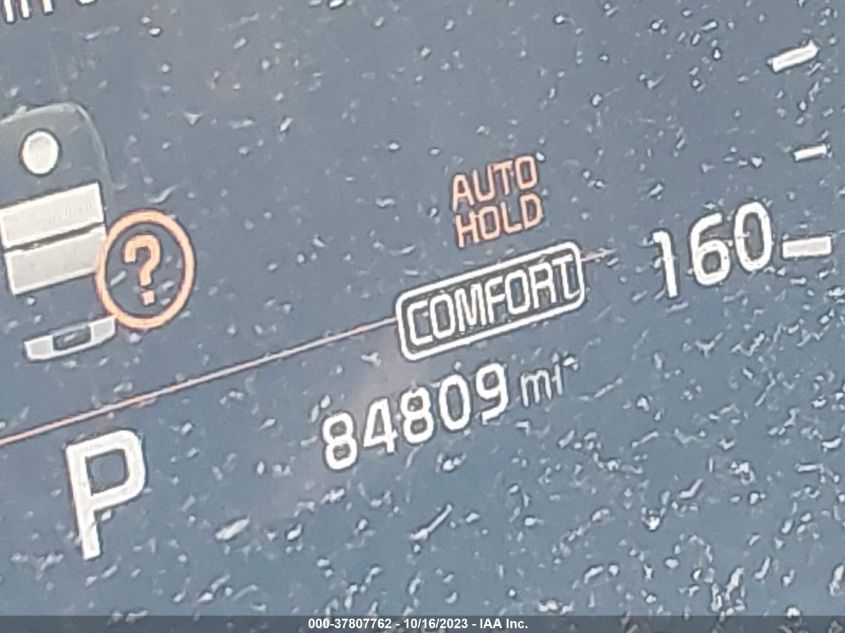 AUTO
HOLD
160
COMFORT
?
84809 mi
P
000-37807762 - 10/16/2023 - IAA Inc.